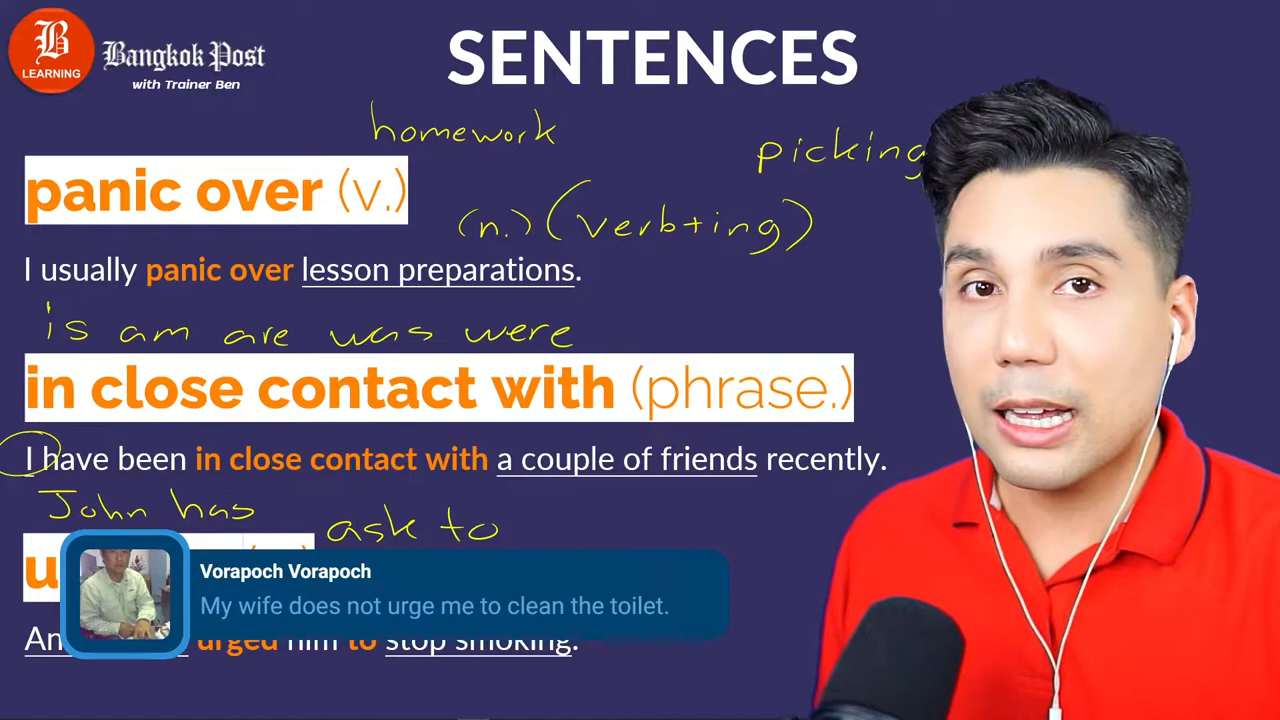 B
LEARNING
Bangkok Post
with Trainer Ben
SENTENCES
homework
picking
panic over (v.)
(n.) (verb+ing)
I usually panic over lesson preparations.
is am are was were
in close contact with (phrase.)
I have been in close contact with a couple of friends recently.
John has
ask to
Vorapoch Vorapoch
My wife does not urge me to clean the toilet.
urged him to stop smoking.